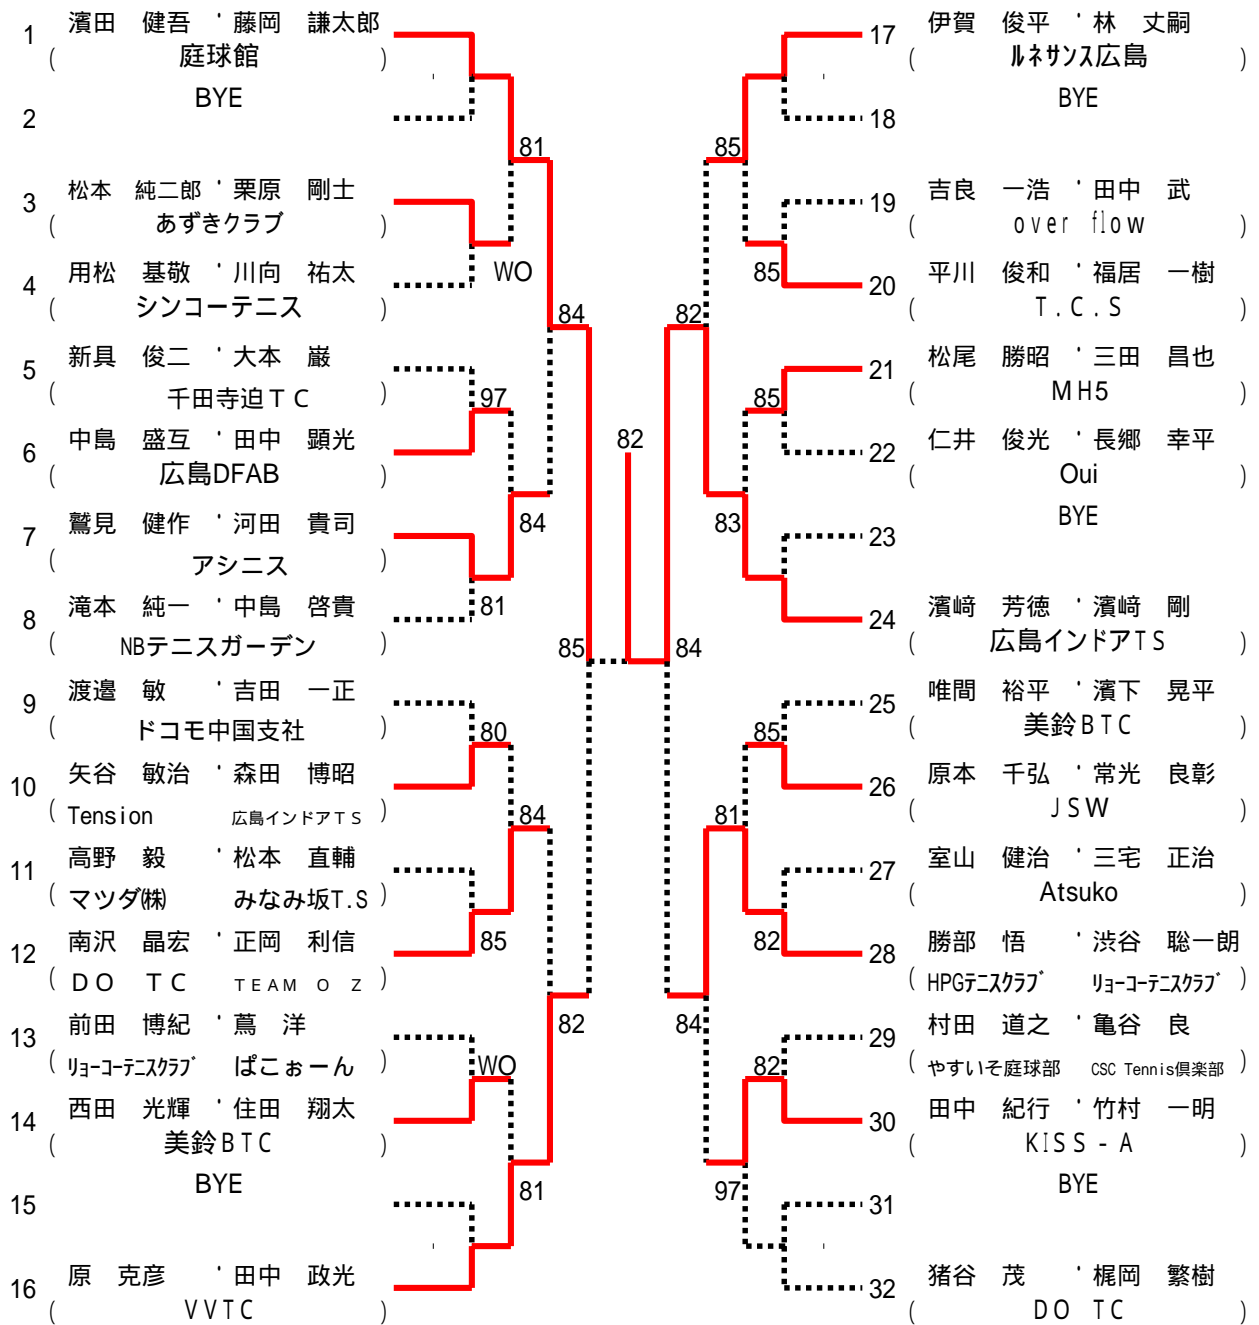 1 濱田 健吾 ・ 藤岡 謙太郎
( 庭球館 )
2 BYE
81
3 松本 純二郎 ・ 栗原 剛士
( あずきクラブ )
WO
4 用松 基敬 ・ 川向 祐太
( シンコーテニス )
84
5 新具 俊二 ・ 大本 巌
( 千田寺迫TC )
97
6 中島 盛互 ・ 田中 顕光
( 広島DFAB )
84
7 鷲見 健作 ・ 河田 貴司
( アシニス )
81
8 滝本 純一 ・ 中島 啓貴
( NBテニスガーデン )
85
9 渡邉 敏 ・ 吉田 一正
( ドコモ中国支社 )
80
10 矢谷 敏治 ・ 森田 博昭
( Tension 広島インドアTS )
84
11 高野 毅 ・ 松本 直輔
( マツダ㈱ みなみ坂T.S )
85
12 南沢 晶宏 ・ 正岡 利信
( DO TC TEAM O Z )
82
13 前田 博紀 ・ 蔦 洋
( リョーコーテニスクラブ ぱこぉーん )
WO
14 西田 光輝 ・ 住田 翔太
( 美鈴BTC )
81
15 BYE
16 原 克彦 ・ 田中 政光
( VVTC )
82
84
17 伊賀 俊平 ・ 林 丈嗣
( ルネサンス広島 )
18 BYE
85
19 吉良 一浩 ・ 田中 武
( over flow )
85
20 平川 俊和 ・ 福居 一樹
( T.C.S )
82
21 松尾 勝昭 ・ 三田 昌也
( MH5 )
85
22 仁井 俊光 ・ 長郷 幸平
( Oui )
83
23 BYE
24 濱﨑 芳徳 ・ 濱﨑 剛
( 広島インドアTS )
25 唯間 裕平 ・ 濱下 晃平
( 美鈴BTC )
85
26 原本 千弘 ・ 常光 良彰
( JSW )
81
27 室山 健治 ・ 三宅 正治
( Atsuko )
82
28 勝部 悟 ・ 渋谷 聡一朗
( HPGテニスクラブ リョーコーテニスクラブ )
84
29 村田 道之 ・ 亀谷 良
( やすいそ庭球部 CSC Tennis倶楽部 )
82
30 田中 紀行 ・ 竹村 一明
( KISS-A )
97
31 BYE
32 猪谷 茂 ・ 梶岡 繁樹
( DO TC )